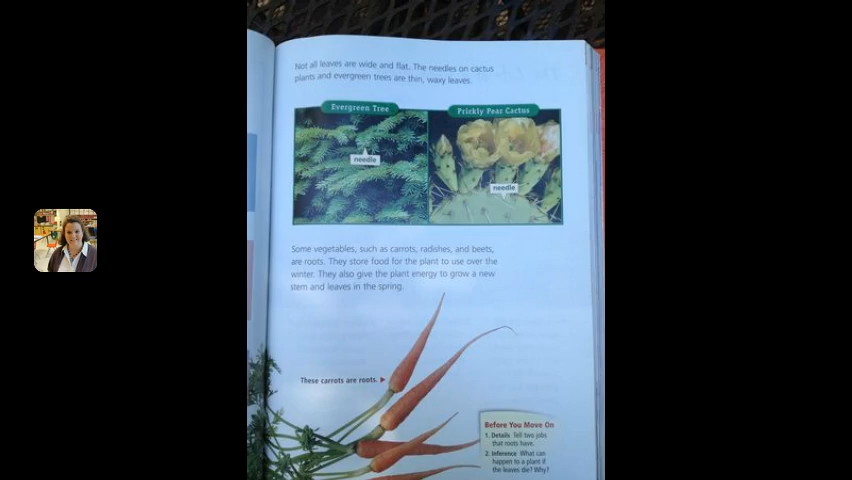 Not all leaves are wide and flat. The needles on cactus
plants and evergreen trees are thin, waxy leaves.
Evergreen Tree
Prickly Pear Cactus
needle
needle
Some vegetables, such as carrots, radishes, and beets,
are roots. They store food for the plant to use over the
winter. They also give the plant energy to grow a new
stem and leaves in the spring.
These carrots are roots.
Before You Move On
1. Details Tell two jobs
that roots have.
2. Inference What can
happen to a plant if
the leaves die? Why?